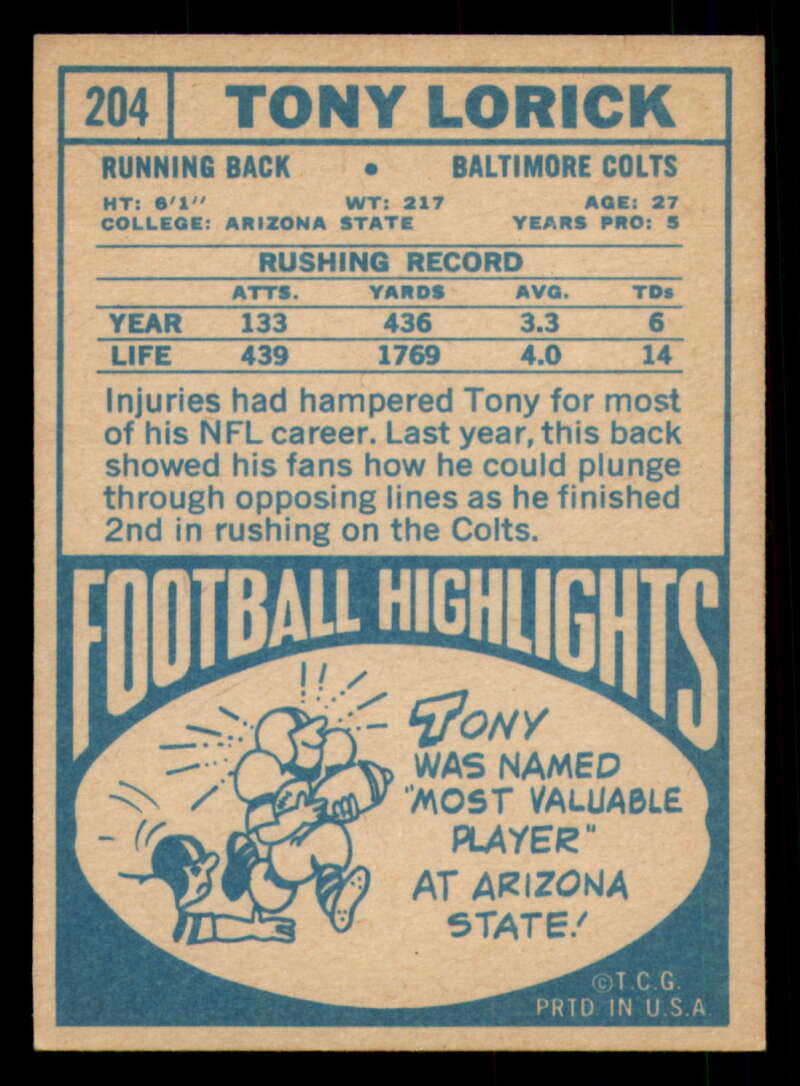 204 TONY LORICK
RUNNING BACK • BALTIMORE COLTS
HT: 6'1" WT: 217 AGE: 27
COLLEGE: ARIZONA STATE YEARS PRO: 5
RUSHING RECORD
ATTS. YARDS AVG. TDs
YEAR 133 436 3.3 6
LIFE 439 1769 4.0 14
Injuries had hampered Tony for most
of his NFL career. Last year, this back
showed his fans how he could plunge
through opposing lines as he finished
2nd in rushing on the Colts.
FOOTBALL HIGHLIGHTS
TONY
WAS NAMED
"MOST VALUABLE
PLAYER"
AT ARIZONA
STATE!
©T.C.G.
PRTD. IN U.S.A.